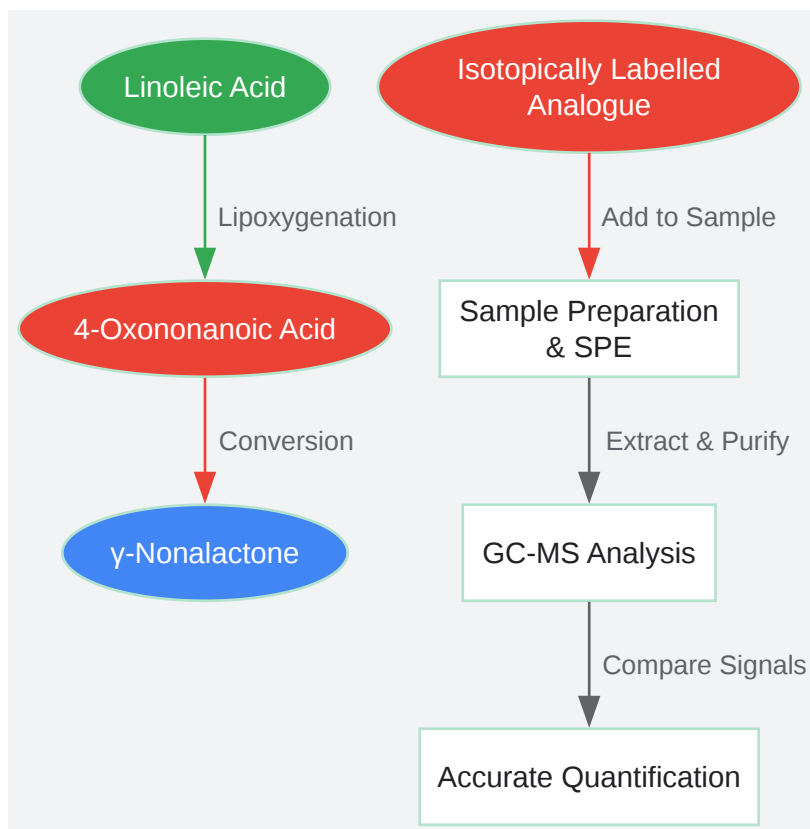 Linoleic Acid
Lipoxygenation
4-Oxononanoic Acid
Conversion
γ-Nonalactone
Isotopically Labelled
Analogue
Add to Sample
Sample Preparation
& SPE
Extract & Purify
GC-MS Analysis
Compare Signals
Accurate Quantification